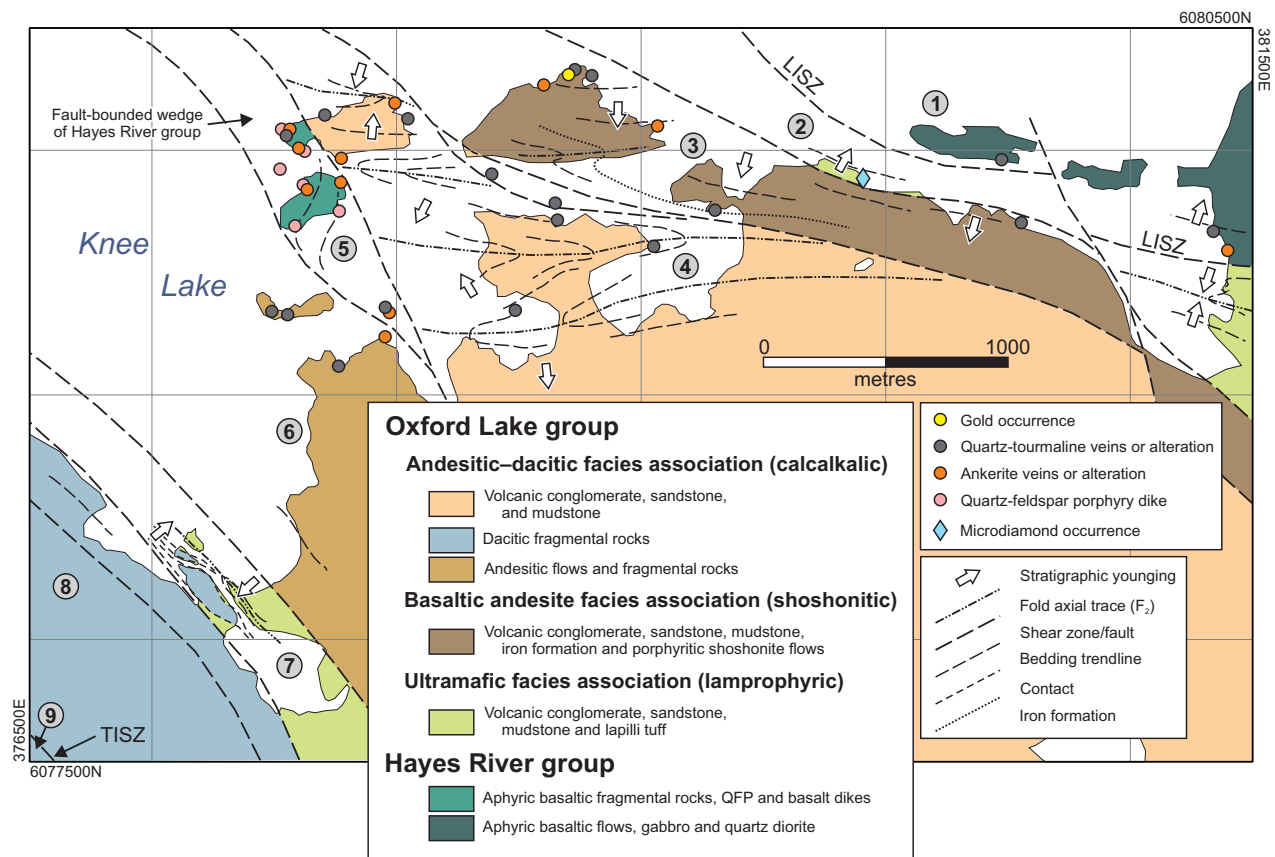 6080500N
381500E
LISZ
1
Fault-bounded wedge
of Hayes River group
2
3
Knee
Lake
5
4
LISZ
0 1000
metres
6
8
7
9
TISZ
376500E
6077500N
Oxford Lake group
Andesitic–dacitic facies association (calcalkalic)
Volcanic conglomerate, sandstone,
and mudstone
Dacitic fragmental rocks
Andesitic flows and fragmental rocks
Basaltic andesite facies association (shoshonitic)
Volcanic conglomerate, sandstone, mudstone,
iron formation and porphyritic shoshonite flows
Ultramafic facies association (lamprophyric)
Volcanic conglomerate, sandstone,
mudstone and lapilli tuff
Hayes River group
Aphyric basaltic fragmental rocks, QFP and basalt dikes
Aphyric basaltic flows, gabbro and quartz diorite
Gold occurrence
Quartz-tourmaline veins or alteration
Ankerite veins or alteration
Quartz-feldspar porphyry dike
Microdiamond occurrence
Stratigraphic younging
Fold axial trace (F₂)
Shear zone/fault
Bedding trendline
Contact
Iron formation